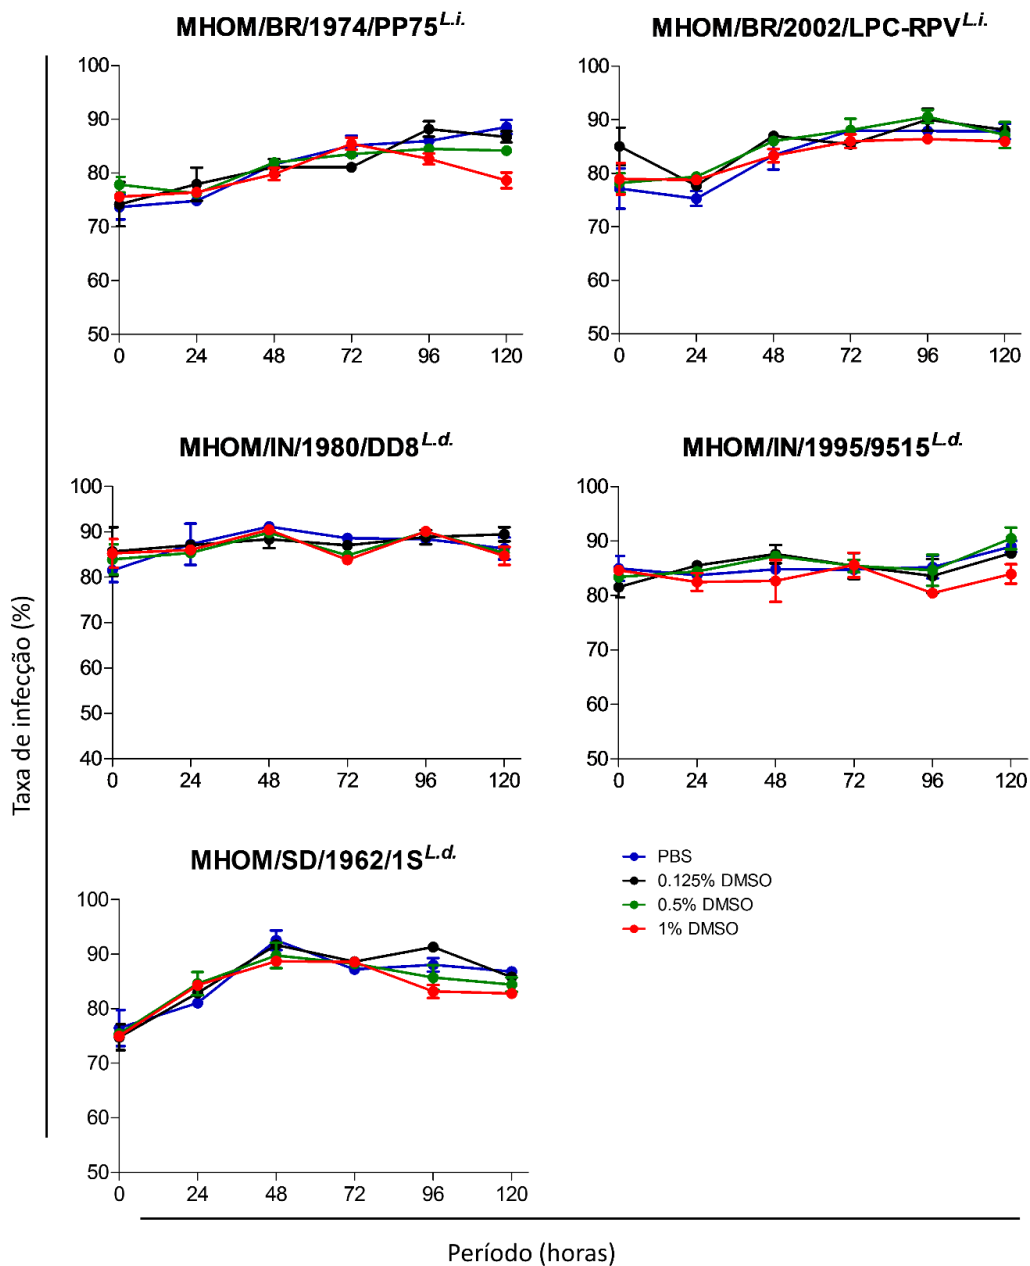 MHOM/BR/1974/PP75L.i.
100
90
80
70
60
50
0 24 48 72 96 120
MHOM/BR/2002/LPC-RPVL.i.
100
90
80
70
60
50
0 24 48 72 96 120
MHOM/IN/1980/DD8L.d.
100
90
80
70
60
50
40
0 24 48 72 96 120
MHOM/IN/1995/9515L.d.
100
90
80
70
60
50
0 24 48 72 96 120
MHOM/SD/1962/1SL.d.
100
90
80
70
60
50
0 24 48 72 96 120
PBS
0.125% DMSO
0.5% DMSO
1% DMSO
Taxa de infecção (%)
Período (horas)